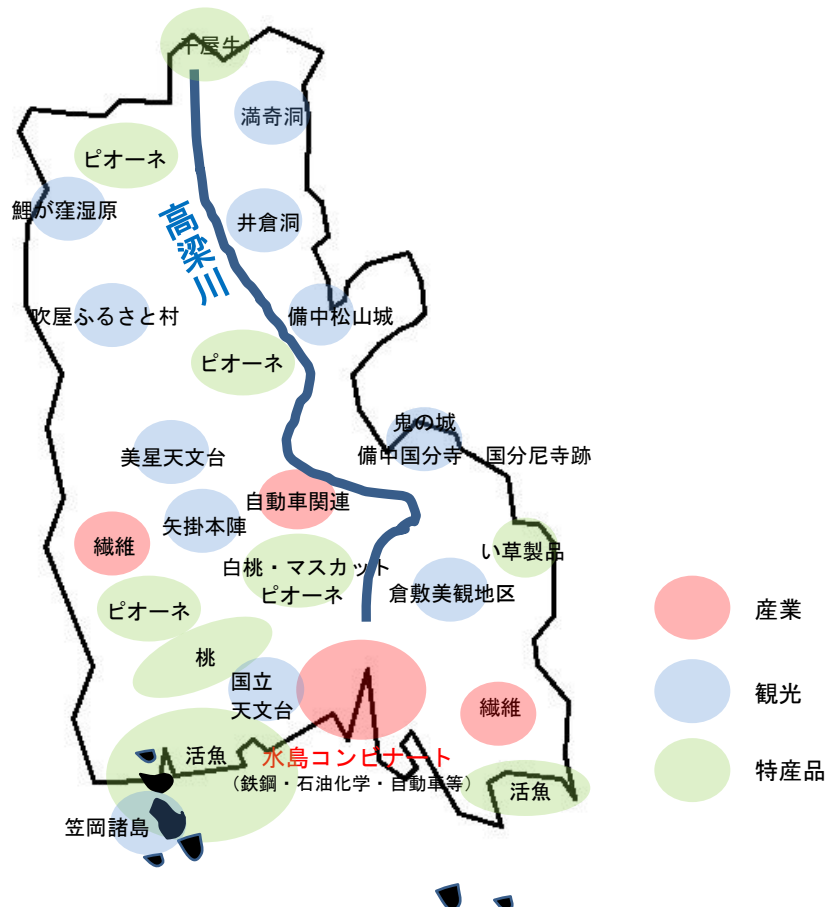 千屋牛
満奇洞
ピオーネ
鯉が窪湿原
井倉洞
高梁川
吹屋ふるさと村
備中松山城
ピオーネ
鬼の城
備中国分寺・国分尼寺跡
美星天文台
自動車関連
矢掛本陣
繊維
い草製品
白桃・マスカット
ピオーネ
倉敷美観地区
ピオーネ
産業
桃
国立
天文台
観光
繊維
活魚
水島コンビナート
(鉄鋼・石油化学・自動車等)
特産品
活魚
笠岡諸島